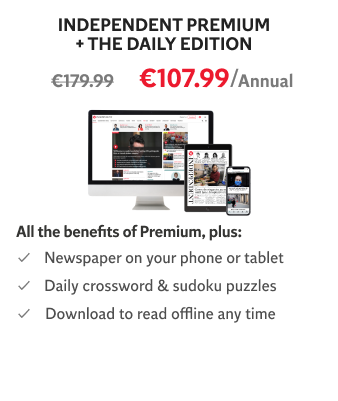 INDEPENDENT PREMIUM
+ THE DAILY EDITION
€179.99 €107.99/Annual
INDEPENDENT
All the benefits of Premium, plus:
Newspaper on your phone or tablet
Daily crossword & sudoku puzzles
Download to read offline any time